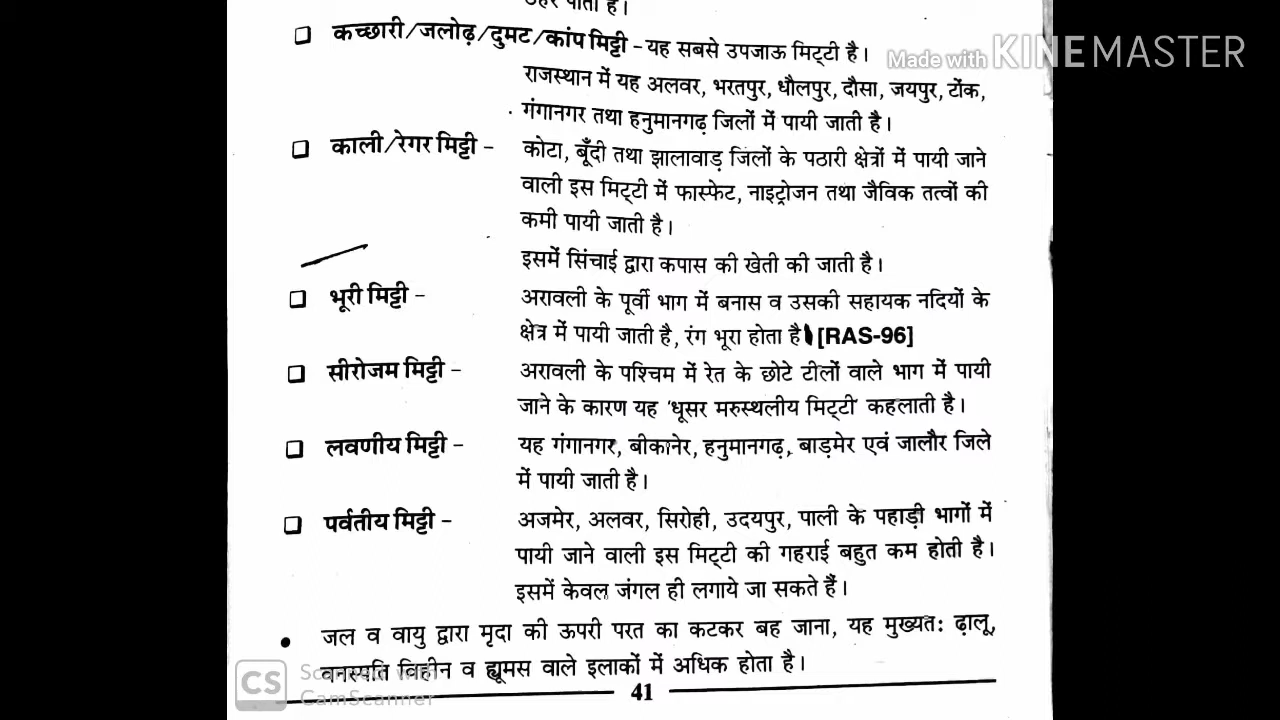 ठहर पाती है।
Made with KINEMASTER
❑ कच्छारी/जलोढ़/दुमट/कांप मिट्टी - यह सबसे उपजाऊ मिट्टी है।
राजस्थान में यह अलवर, भरतपुर, धौलपुर, दौसा, जयपुर, टोंक,
गंगानगर तथा हनुमानगढ़ जिलों में पायी जाती है।
❑ काली/रेगर मिट्टी - कोटा, बूँदी तथा झालावाड़ जिलों के पठारी क्षेत्रों में पायी जाने
वाली इस मिट्टी में फास्फेट, नाइट्रोजन तथा जैविक तत्वों की
कमी पायी जाती है।
इसमें सिंचाई द्वारा कपास की खेती की जाती है।
❑ भूरी मिट्टी - अरावली के पूर्वी भाग में बनास व उसकी सहायक नदियों के
क्षेत्र में पायी जाती है, रंग भूरा होता है। [RAS-96]
❑ सीरोजम मिट्टी - अरावली के पश्चिम में रेत के छोटे टीलों वाले भाग में पायी
जाने के कारण यह 'धूसर मरुस्थलीय मिट्टी' कहलाती है।
❑ लवणीय मिट्टी - यह गंगानगर, बीकानेर, हनुमानगढ़, बाड़मेर एवं जालौर जिले
में पायी जाती है।
❑ पर्वतीय मिट्टी - अजमेर, अलवर, सिरोही, उदयपुर, पाली के पहाड़ी भागों में
पायी जाने वाली इस मिट्टी की गहराई बहुत कम होती है।
इसमें केवल जंगल ही लगाये जा सकते हैं।
• जल व वायु द्वारा मृदा की ऊपरी परत का कटकर बह जाना, यह मुख्यतः ढ़ालू,
वनस्पति विहीन व ह्यूमस वाले इलाकों में अधिक होता है।
CS Scanned with
CamScanner
41